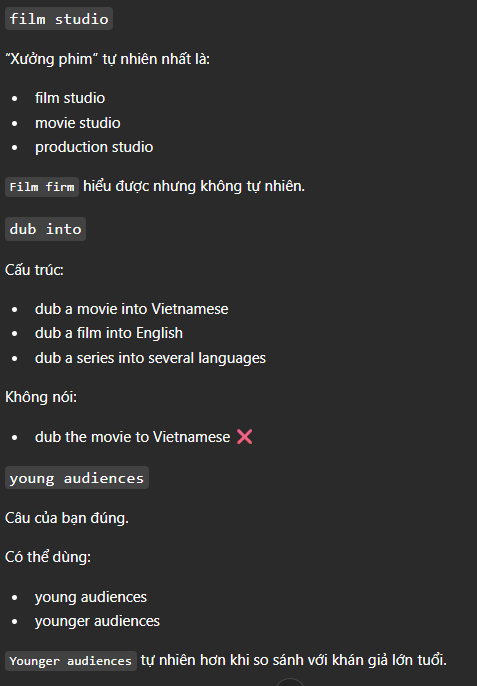 film studio
“Xưởng phim” tự nhiên nhất là:
• film studio
• movie studio
• production studio
Film firm hiểu được nhưng không tự nhiên.
dub into
Cấu trúc:
• dub a movie into Vietnamese
• dub a film into English
• dub a series into several languages
Không nói:
• dub the movie to Vietnamese ❌
young audiences
Câu của bạn đúng.
Có thể dùng:
• young audiences
• younger audiences
Younger audiences tự nhiên hơn khi so sánh với khán giả lớn tuổi.